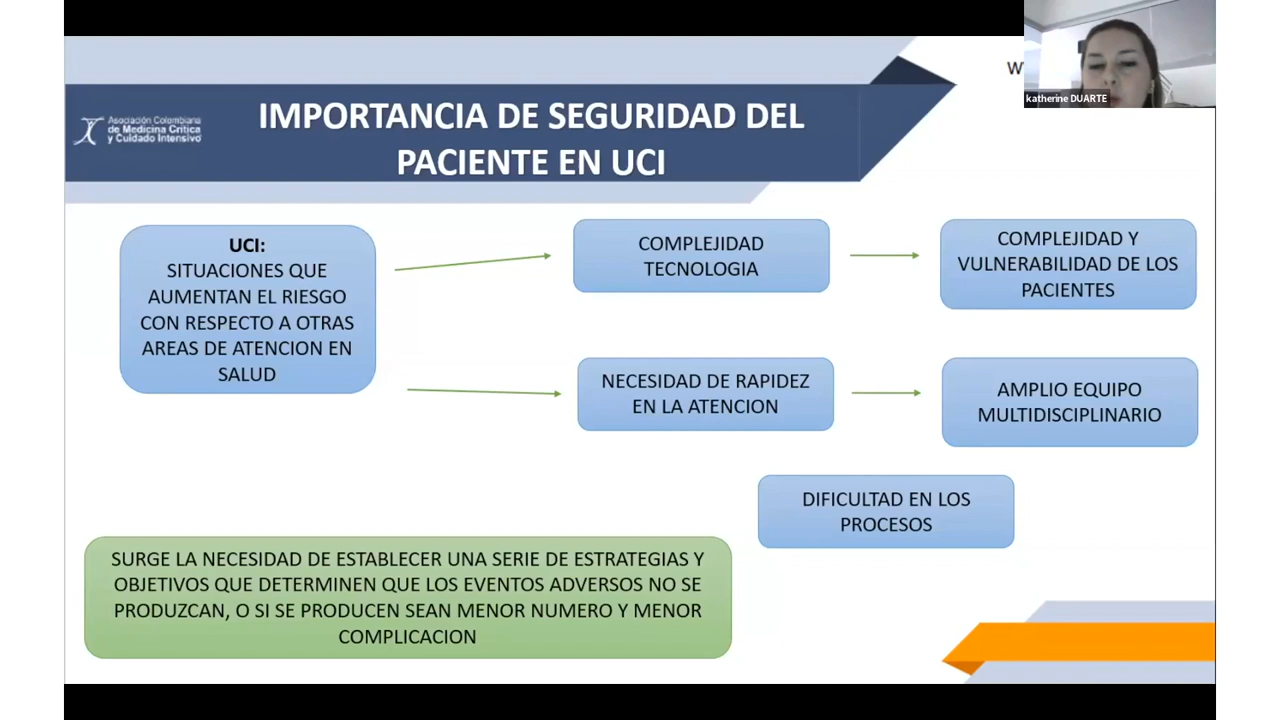 W
katherine DUARTE
Asociación Colombiana
de Medicina Crítica
y Cuidado Intensivo
IMPORTANCIA DE SEGURIDAD DEL
PACIENTE EN UCI
UCI:
SITUACIONES QUE
AUMENTAN EL RIESGO
CON RESPECTO A OTRAS
AREAS DE ATENCION EN
SALUD
COMPLEJIDAD
TECNOLOGIA
COMPLEJIDAD Y
VULNERABILIDAD DE LOS
PACIENTES
NECESIDAD DE RAPIDEZ
EN LA ATENCION
AMPLIO EQUIPO
MULTIDISCIPLINARIO
DIFICULTAD EN LOS
PROCESOS
SURGE LA NECESIDAD DE ESTABLECER UNA SERIE DE ESTRATEGIAS Y
OBJETIVOS QUE DETERMINEN QUE LOS EVENTOS ADVERSOS NO SE
PRODUZCAN, O SI SE PRODUCEN SEAN MENOR NUMERO Y MENOR
COMPLICACION